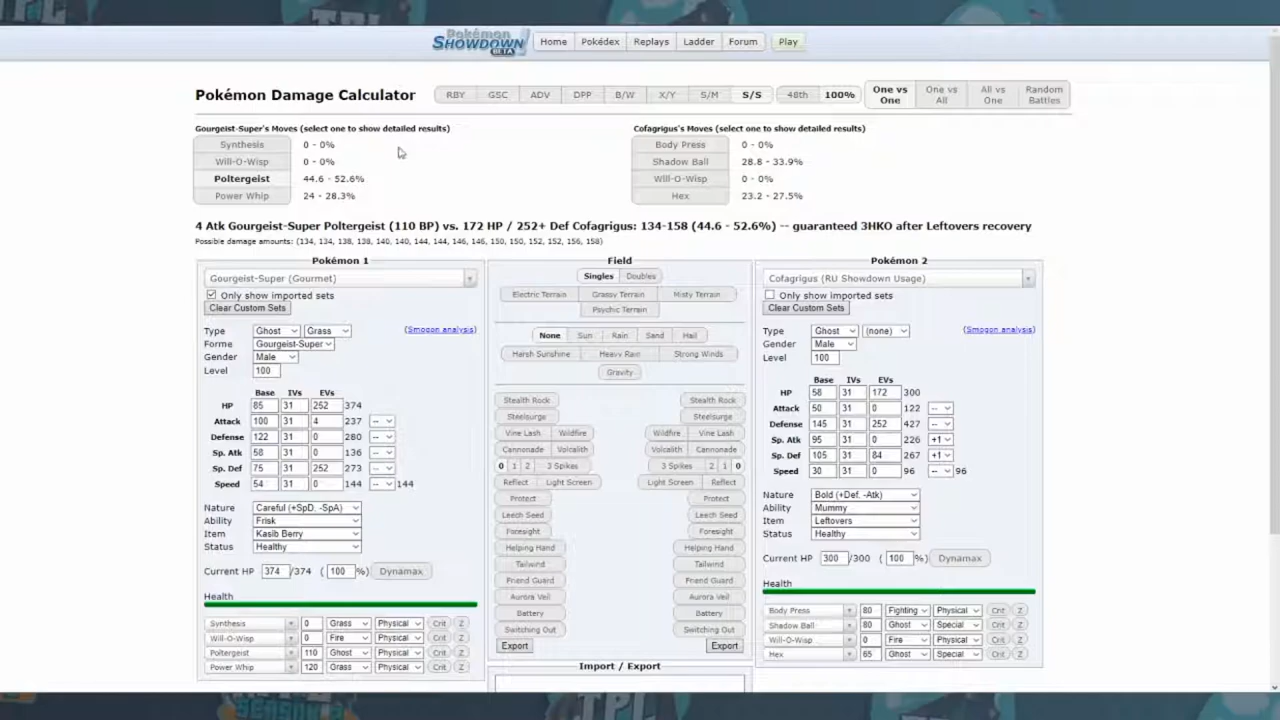 Pokémon SHOWDOWN BETA Home Pokédex Replays Ladder Forum Play
Pokémon Damage Calculator RBY GSC ADV DPP B/W X/Y S/M S/S 48th 100% One vs One One vs All All vs One Random Battles
Gourgeist-Super's Moves (select one to show detailed results)
Synthesis 0 - 0%
Will-O-Wisp 0 - 0%
Poltergeist 44.6 - 52.6%
Power Whip 24 - 28.3%
Cofagrigus's Moves (select one to show detailed results)
Body Press 0 - 0%
Shadow Ball 28.8 - 33.9%
Will-O-Wisp 0 - 0%
Hex 23.2 - 27.5%
4 Atk Gourgeist-Super Poltergeist (110 BP) vs. 172 HP / 252+ Def Cofagrigus: 134-158 (44.6 - 52.6%) -- guaranteed 3HKO after Leftovers recovery
Possible damage amounts: (134, 134, 138, 138, 140, 140, 144, 144, 146, 146, 150, 150, 152, 152, 156, 158)
Pokémon 1
Gourgeist-Super (Gourmet)
Only show imported sets
Clear Custom Sets
Type Ghost Grass (Smogon analysis)
Forme Gourgeist-Super
Gender Male
Level 100
Base IVs EVs
HP 85 31 252 374
Attack 100 31 4 237 --
Defense 122 31 0 280 --
Sp. Atk 58 31 0 136 --
Sp. Def 75 31 252 273 --
Speed 54 31 0 144 -- 144
Nature Careful (+SpD, -SpA)
Ability Frisk
Item Kasib Berry
Status Healthy
Current HP 374 /374 ( 100 %) Dynamax
Health
Synthesis 0 Grass Physical Crit Z
Will-O-Wisp 0 Fire Physical Crit Z
Poltergeist 110 Ghost Physical Crit Z
Power Whip 120 Grass Physical Crit Z
Field
Singles Doubles
Electric Terrain Grassy Terrain Misty Terrain
Psychic Terrain
None Sun Rain Sand Hail
Harsh Sunshine Heavy Rain Strong Winds
Gravity
Stealth Rock Stealth Rock
Steelsurge Steelsurge
Vine Lash Wildfire Wildfire Vine Lash
Cannonade Volcalith Volcalith Cannonade
0 1 2 3 Spikes 3 Spikes 2 1 0
Reflect Light Screen Light Screen Reflect
Protect Protect
Leech Seed Leech Seed
Foresight Foresight
Helping Hand Helping Hand
Tailwind Tailwind
Friend Guard Friend Guard
Aurora Veil Aurora Veil
Battery Battery
Switching Out Switching Out
Export Export
Import / Export
Pokémon 2
Cofagrigus (RU Showdown Usage)
Only show imported sets
Clear Custom Sets
Type Ghost (none) (Smogon analysis)
Gender Male
Level 100
Base IVs EVs
HP 58 31 172 300
Attack 50 31 0 122 --
Defense 145 31 252 427 --
Sp. Atk 95 31 0 226 +1
Sp. Def 105 31 84 267 +1
Speed 30 31 0 96 -- 96
Nature Bold (+Def, -Atk)
Ability Mummy
Item Leftovers
Status Healthy
Current HP 300 /300 ( 100 %) Dynamax
Health
Body Press 80 Fighting Physical Crit Z
Shadow Ball 80 Ghost Special Crit Z
Will-O-Wisp 0 Fire Physical Crit Z
Hex 65 Ghost Special Crit Z
TPL